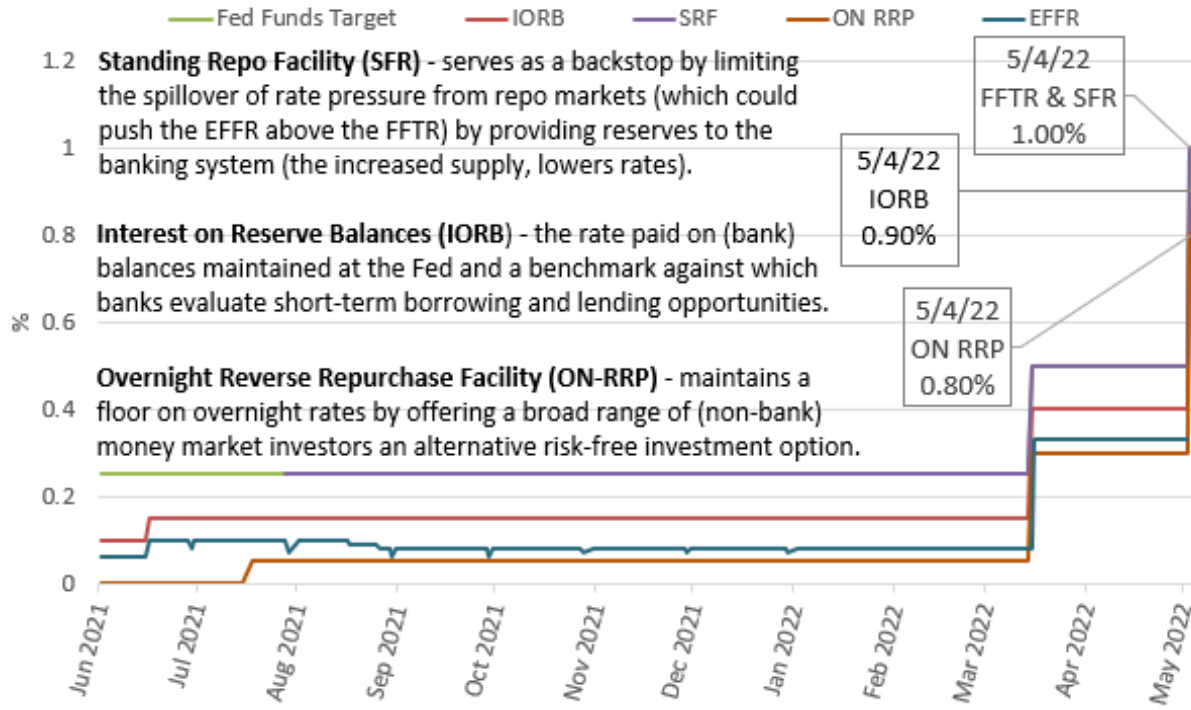 Fed Funds Target IORB SRF ON RRP EFFR
Standing Repo Facility (SFR) - serves as a backstop by limiting
the spillover of rate pressure from repo markets (which could
push the EFFR above the FFTR) by providing reserves to the
banking system (the increased supply, lowers rates).
Interest on Reserve Balances (IORB) - the rate paid on (bank)
balances maintained at the Fed and a benchmark against which
banks evaluate short-term borrowing and lending opportunities.
Overnight Reverse Repurchase Facility (ON-RRP) - maintains a
floor on overnight rates by offering a broad range of (non-bank)
money market investors an alternative risk-free investment option.
5/4/22
FFTR & SFR
1.00%
5/4/22
IORB
0.90%
5/4/22
ON RRP
0.80%
%
1.2
1
0.8
0.6
0.4
0.2
0
Jun 2021
Jul 2021
Aug 2021
Sep 2021
Oct 2021
Nov 2021
Dec 2021
Jan 2022
Feb 2022
Mar 2022
Apr 2022
May 2022